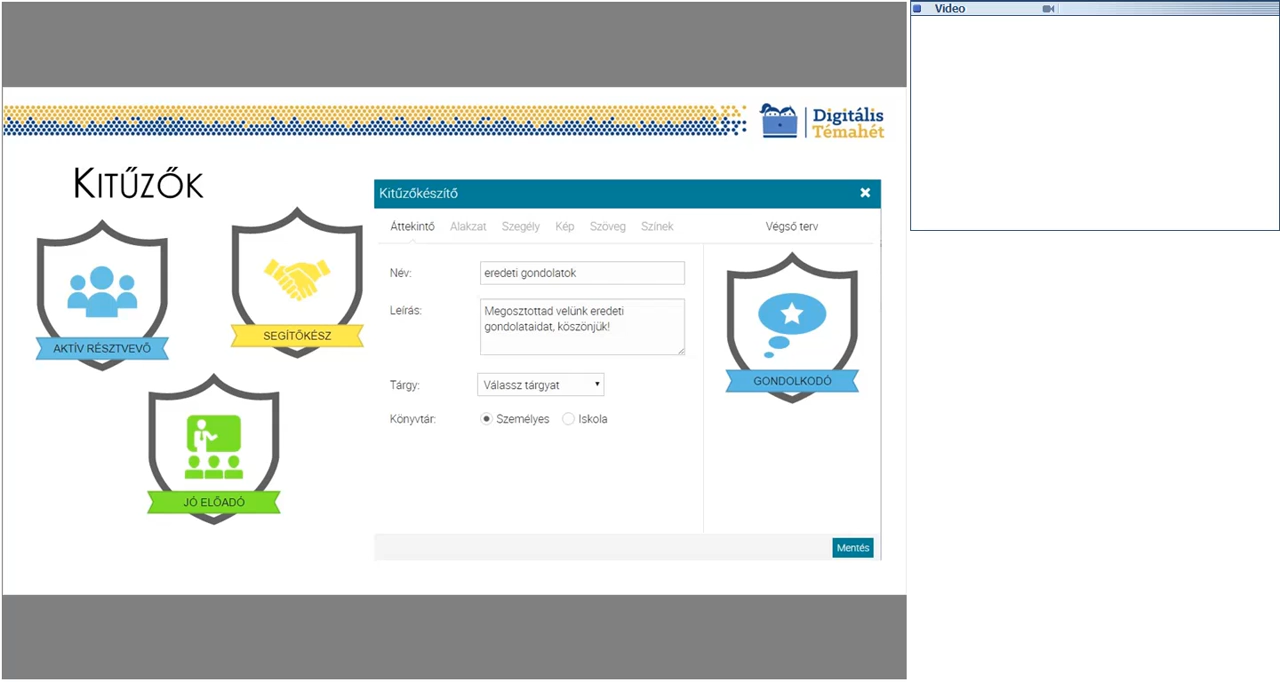 Video
Digitális
Témahét
KITŰZŐK
AKTÍV RÉSZTVEVŐ
SEGÍTŐKÉSZ
JÓ ELŐADÓ
Kitűzőkészítő
Áttekintő Alakzat Szegély Kép Szöveg Színek Végső terv
Név: eredeti gondolatok
Leírás: Megosztottad velünk eredeti
gondolataidat, köszönjük!
Tárgy: Válassz tárgyat
Könyvtár: Személyes Iskola
GONDOLKODÓ
Mentés